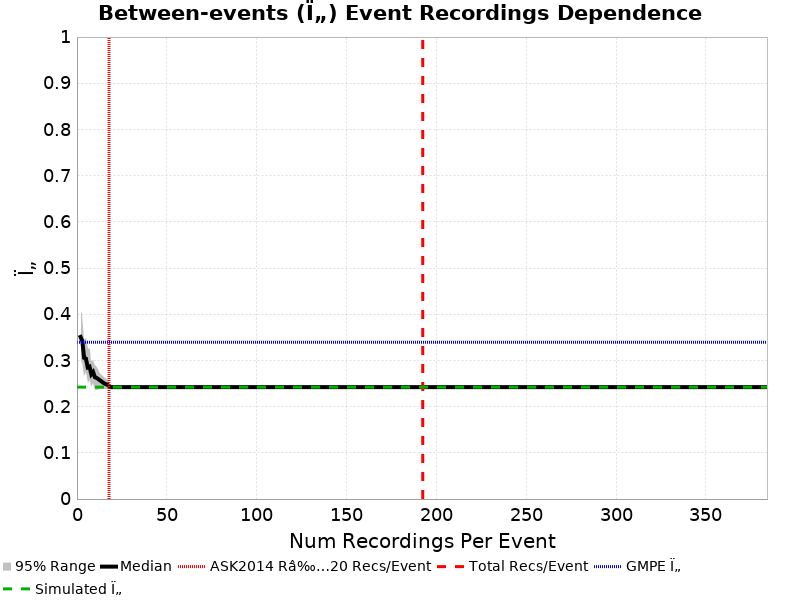 Between-events (Ï„) Event Recordings Dependence
1
0.9
0.8
0.7
0.6
0.5
0.4
0.3
0.2
0.1
0
Ï„
0 50 100 150 200 250 300 350
Num Recordings Per Event
95% Range Median ASK2014 Râ‰…20 Recs/Event Total Recs/Event GMPE Ï„
Simulated Ï„